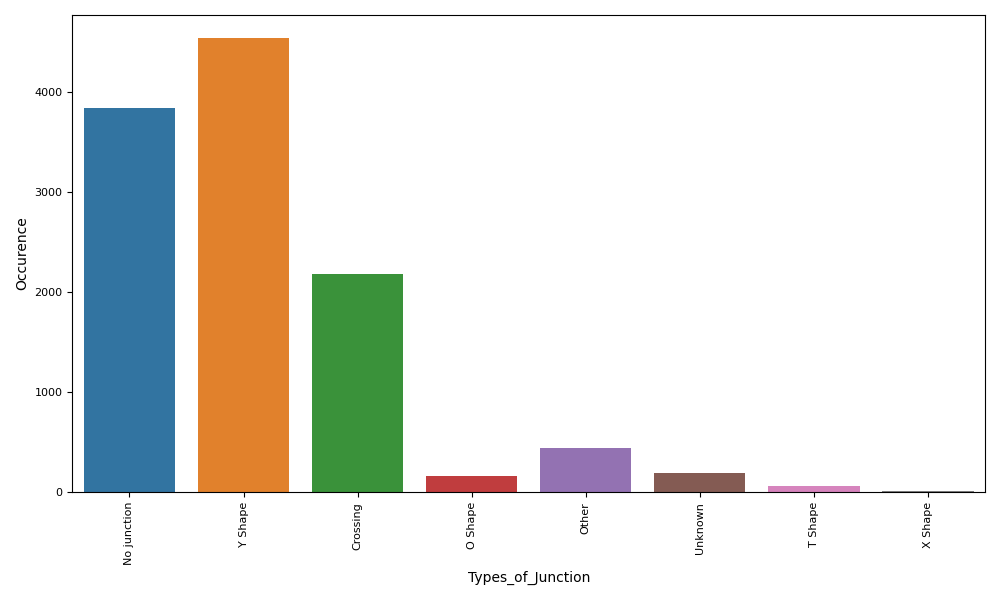 4000
3000
2000
1000
0
Occurence
No junction
Y Shape
Crossing
O Shape
Other
Unknown
T Shape
X Shape
Types_of_Junction